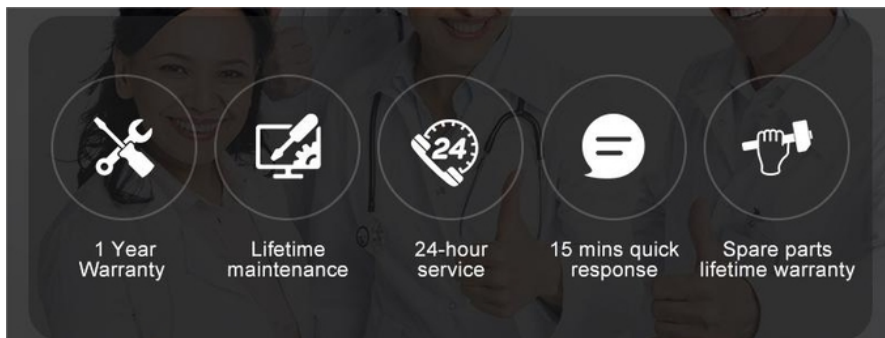 24
1 Year
Warranty
Lifetime
maintenance
24-hour
service
15 mins quick
response
Spare parts
lifetime warranty